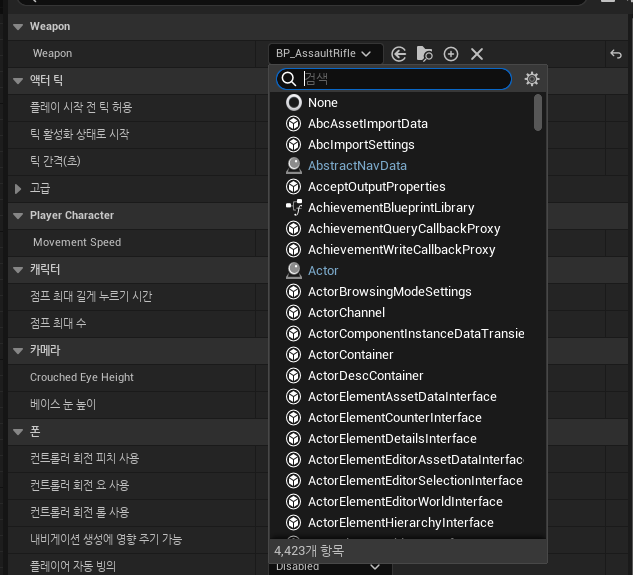 Weapon
Weapon
BP_AssaultRifle
검색
None
AbcAssetImportData
AbcImportSettings
AbstractNavData
AcceptOutputProperties
AchievementBlueprintLibrary
AchievementQueryCallbackProxy
AchievementWriteCallbackProxy
Actor
ActorBrowsingModeSettings
ActorChannel
ActorComponentInstanceDataTransie
ActorContainer
ActorDescContainer
ActorElementAssetDataInterface
ActorElementCounterInterface
ActorElementDetailsInterface
ActorElementEditorAssetDataInterfac
ActorElementEditorSelectionInterface
ActorElementEditorWorldInterface
ActorElementHierarchyInterface
4,423개 항목
액터 틱
플레이 시작 전 틱 허용
틱 활성화 상태로 시작
틱 간격(초)
고급
Player Character
Movement Speed
캐릭터
점프 최대 길게 누르기 시간
점프 최대 수
카메라
Crouched Eye Height
베이스 눈 높이
폰
컨트롤러 회전 피치 사용
컨트롤러 회전 요 사용
컨트롤러 회전 롤 사용
내비게이션 생성에 영향 주기 가능
플레이어 자동 빙의
Disabled